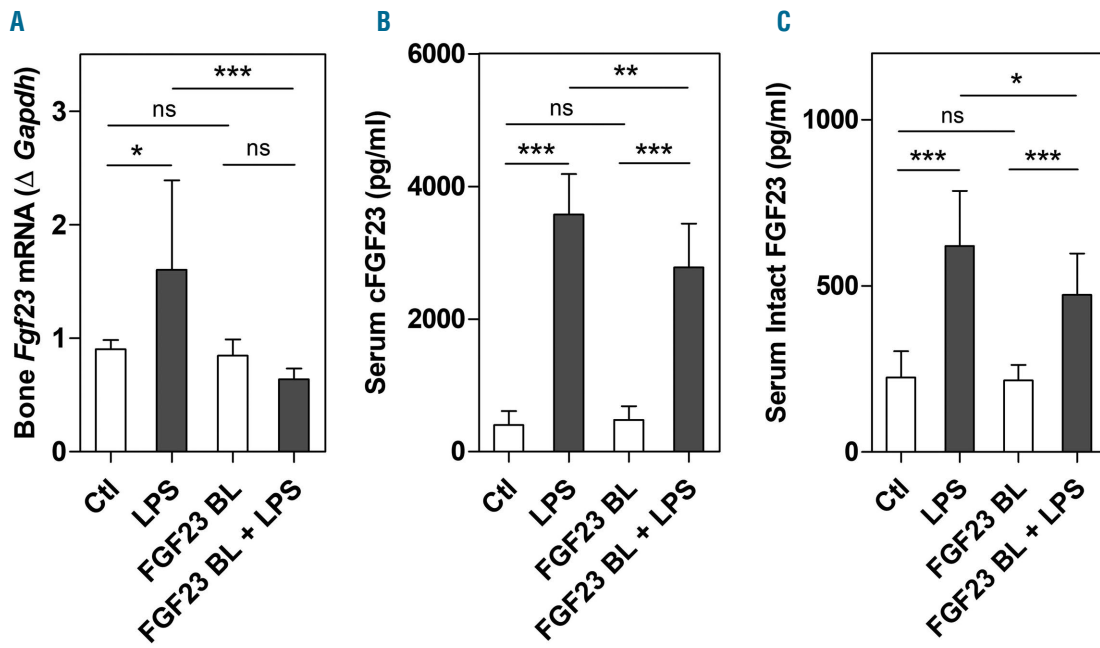 A
Bone Fgf23 mRNA (Δ Gapdh)
3
2
1
0
***
ns
*
ns
Ctl
LPS
FGF23 BL
FGF23 BL + LPS
B
Serum cFGF23 (pg/ml)
6000
4000
2000
0
**
ns
***
***
Ctl
LPS
FGF23 BL
FGF23 BL + LPS
C
Serum Intact FGF23 (pg/ml)
1000
500
0
*
ns
***
***
Ctl
LPS
FGF23 BL
FGF23 BL + LPS